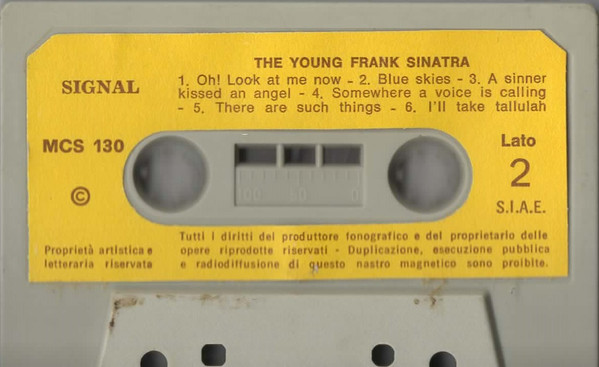 THE YOUNG FRANK SINATRA
SIGNAL
1. Oh! Look at me now - 2. Blue skies - 3. A sinner
kissed an angel - 4. Somewhere a voice is calling
- 5. There are such things - 6. I'll take tallulah
MCS 130
Lato
2
©
S.I.A.E.
100 50 0
Proprietà artistica e
letteraria riservata
Tutti i diritti del produttore fonografico e del proprietario delle
opere riprodotte riservati - Duplicazione, esecuzione pubblica
e radiodiffusione di questo nastro magnetico sono proibite.